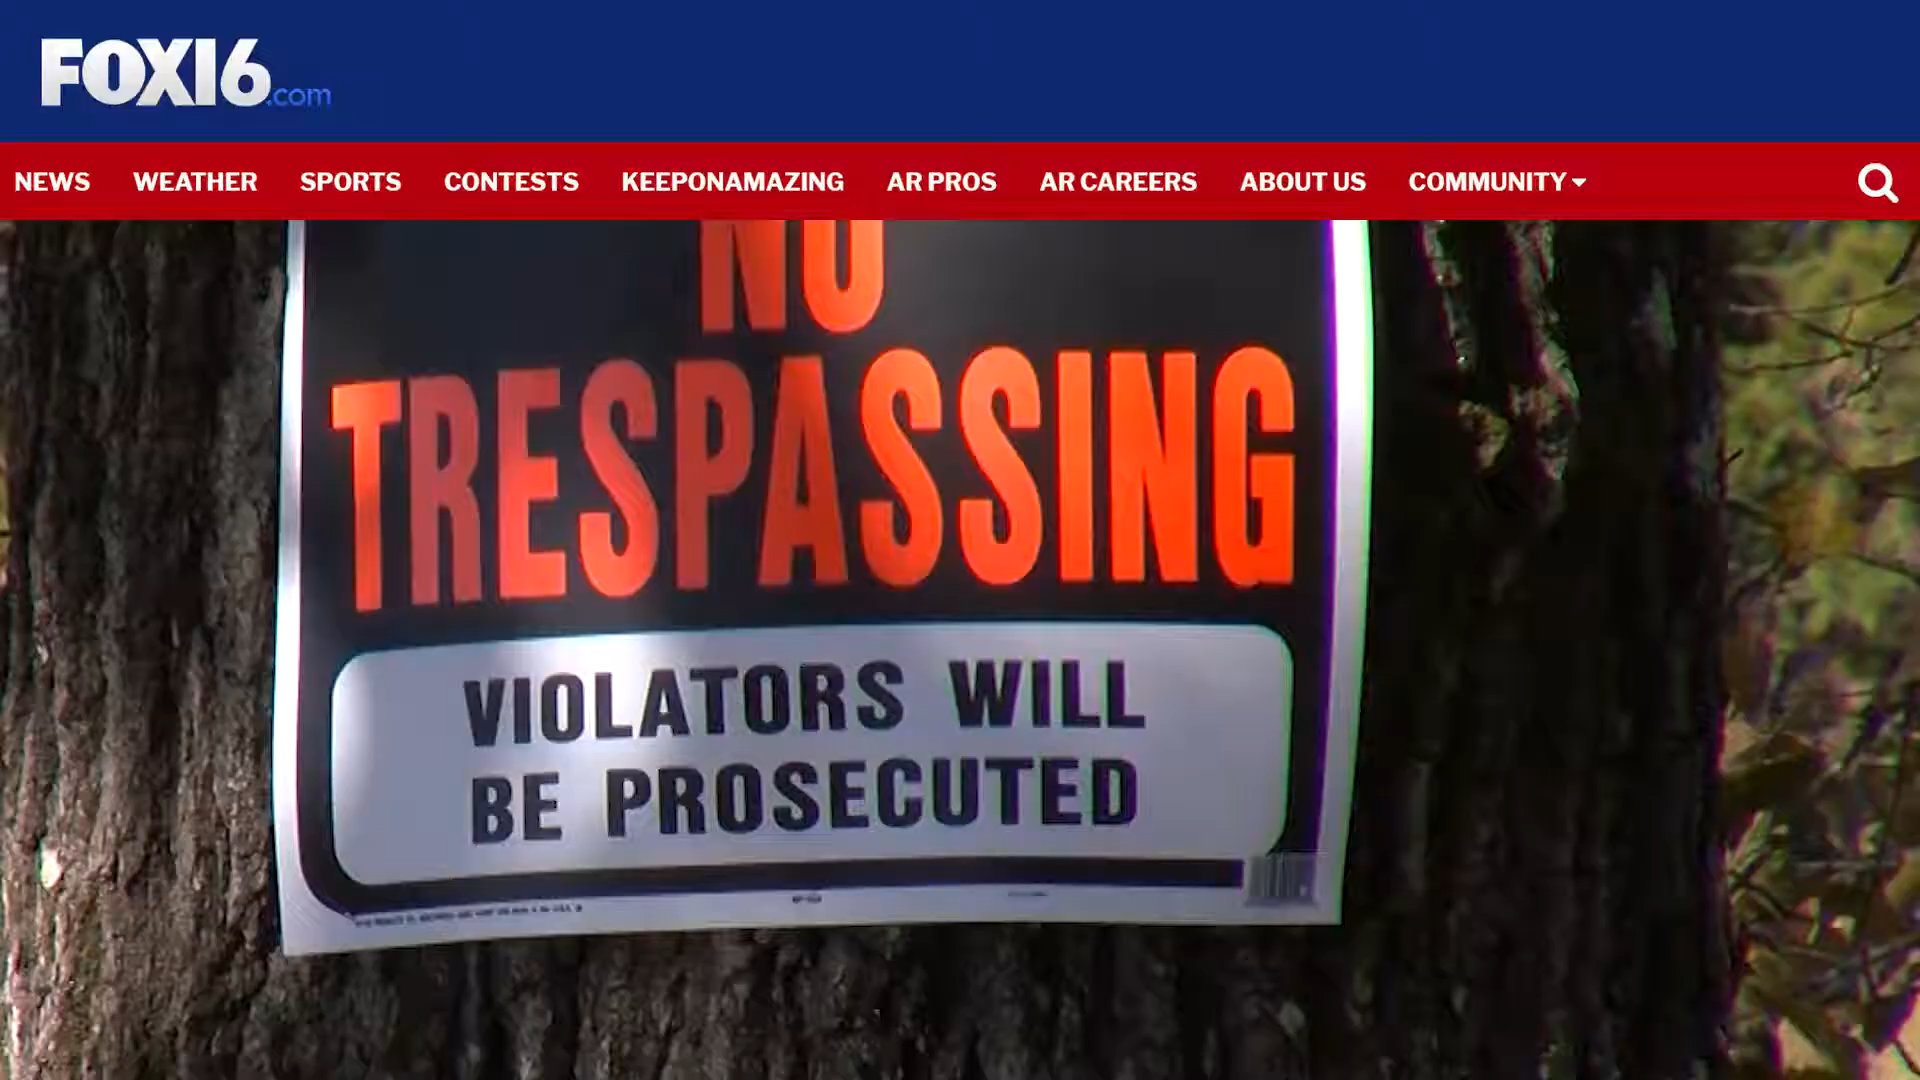 FOX16.com
NEWS WEATHER SPORTS CONTESTS KEEPONAMAZING AR PROS AR CAREERS ABOUT US COMMUNITY
NO
TRESPASSING
VIOLATORS WILL
BE PROSECUTED